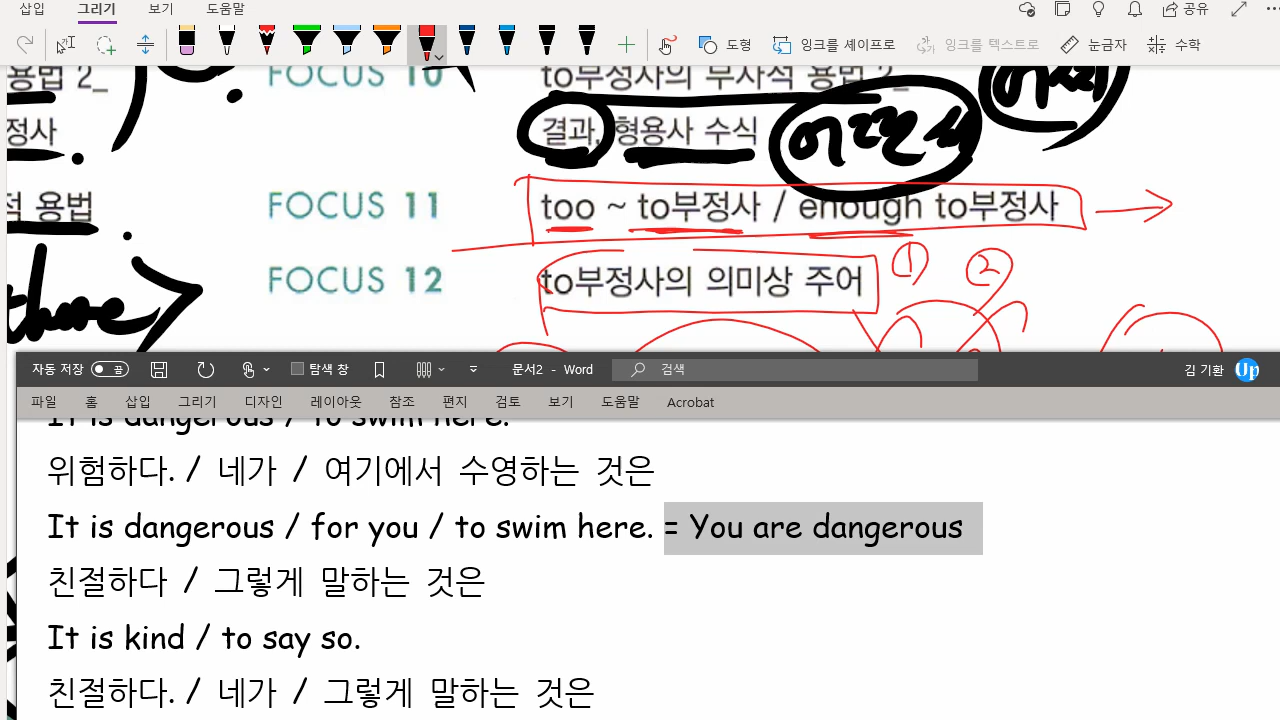 삽입 그리기 보기 도움말 공유
도형 잉크를 셰이프로 잉크를 텍스트로 눈금자 수학
용법 2_ FOCUS 10 to부정사의 부사적 용법 2_
정사 결과, 형용사 수식
적 용법 FOCUS 11 too ~ to부정사 / enough to부정사
① ②
FOCUS 12 to부정사의 의미상 주어
자동 저장 끔 탐색 창 문서2 - Word 검색 김 기환
파일 홈 삽입 그리기 디자인 레이아웃 참조 편지 검토 보기 도움말 Acrobat
It is dangerous / to swim here.
위험하다. / 네가 / 여기에서 수영하는 것은
It is dangerous / for you / to swim here. = You are dangerous
친절하다 / 그렇게 말하는 것은
It is kind / to say so.
친절하다. / 네가 / 그렇게 말하는 것은